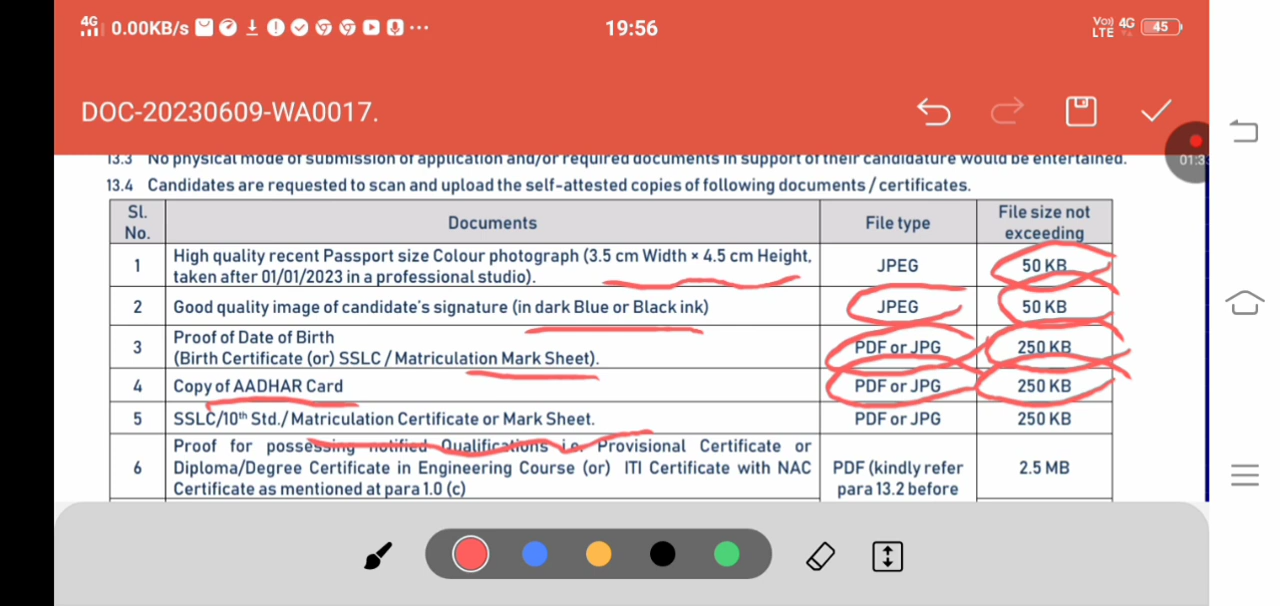 4G 0.00KB/s ... 19:56 Vo)) LTE 4G 45
DOC-20230609-WA0017.
01:3
13.3 No physical mode of submission of application and/or required documents in support of their candidature would be entertained.
13.4 Candidates are requested to scan and upload the self-attested copies of following documents / certificates.
Sl. No. Documents File type File size not exceeding
1 High quality recent Passport size Colour photograph (3.5 cm Width × 4.5 cm Height, JPEG 50 KB
taken after 01/01/2023 in a professional studio).
2 Good quality image of candidate's signature (in dark Blue or Black ink) JPEG 50 KB
3 Proof of Date of Birth PDF or JPG 250 KB
(Birth Certificate (or) SSLC / Matriculation Mark Sheet).
4 Copy of AADHAR Card PDF or JPG 250 KB
5 SSLC/10th Std./ Matriculation Certificate or Mark Sheet. PDF or JPG 250 KB
6 Proof for possessing notified Qualifications i.e. Provisional Certificate or
Diploma/Degree Certificate in Engineering Course (or) ITI Certificate with NAC PDF (kindly refer 2.5 MB
Certificate as mentioned at para 1.0 (c) para 13.2 before